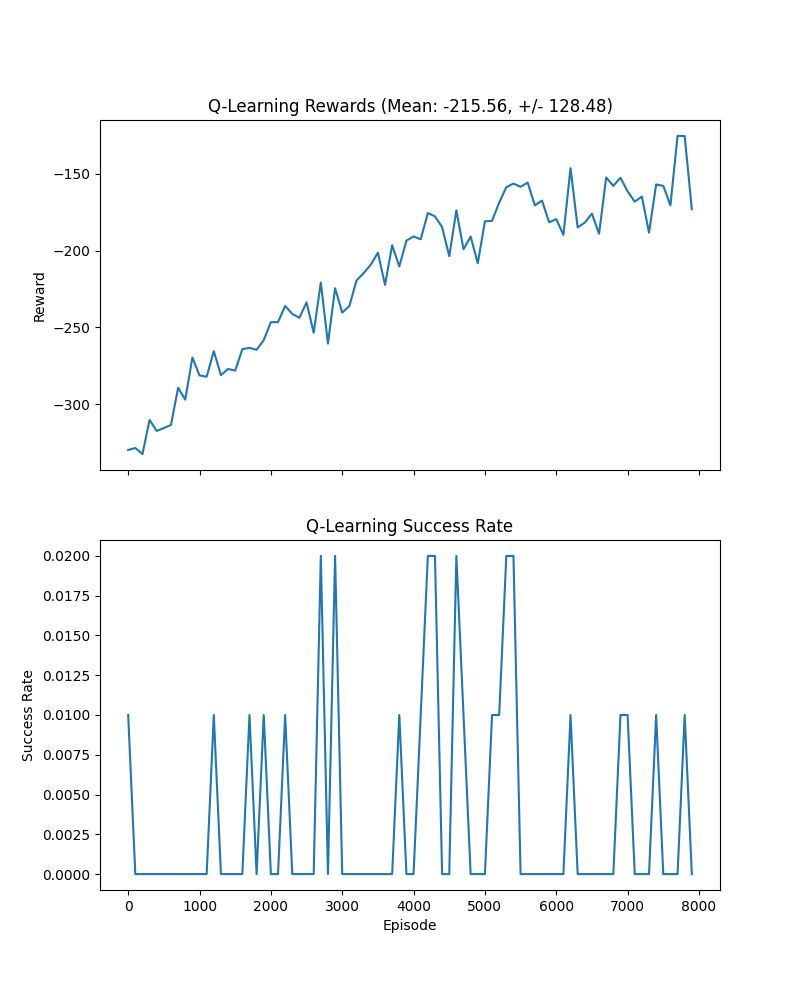 Q-Learning Rewards (Mean: -215.56, +/- 128.48)
−150
−200
−250
−300
Reward
Q-Learning Success Rate
0.0200
0.0175
0.0150
0.0125
0.0100
0.0075
0.0050
0.0025
0.0000
Success Rate
0 1000 2000 3000 4000 5000 6000 7000 8000
Episode